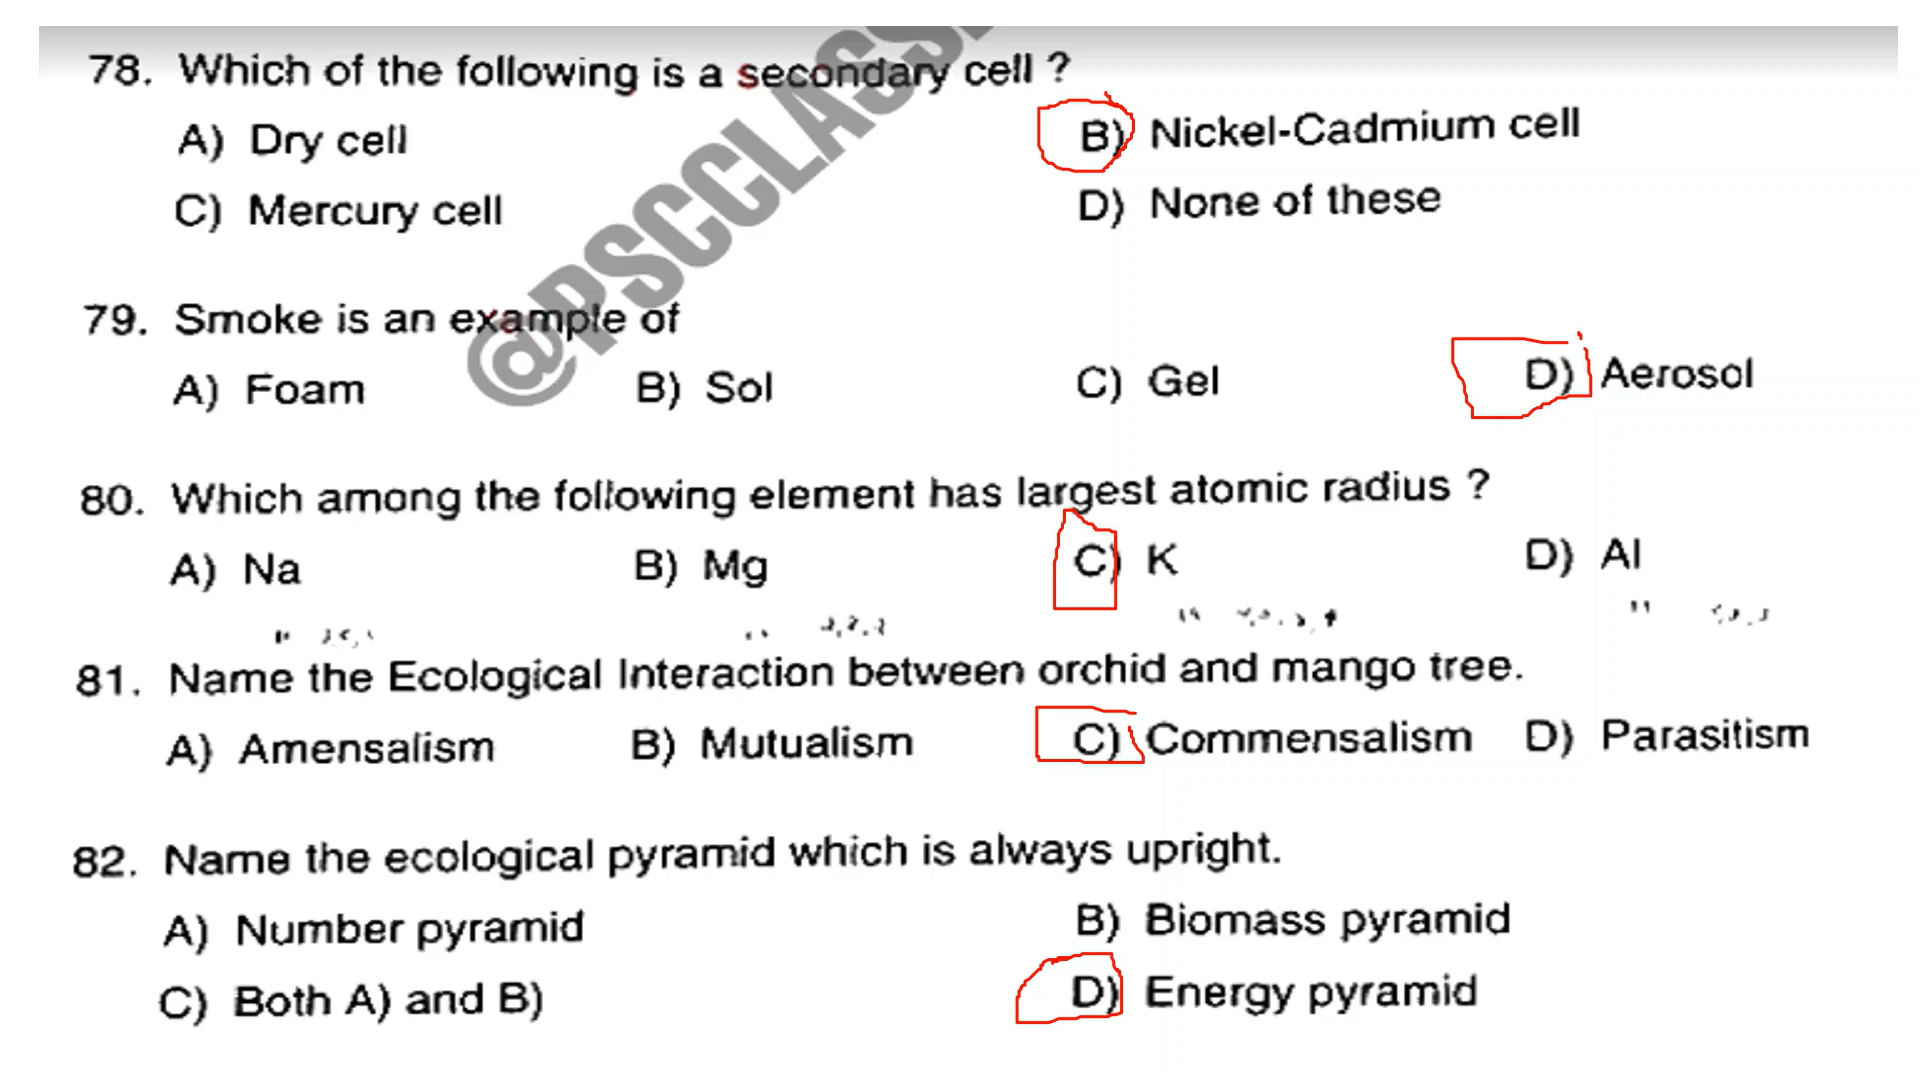 78. Which of the following is a secondary cell ?
A) Dry cell B) Nickel-Cadmium cell
C) Mercury cell D) None of these
@PSCCLASS
79. Smoke is an example of
A) Foam B) Sol C) Gel D) Aerosol
80. Which among the following element has largest atomic radius ?
A) Na B) Mg C) K D) Al
81. Name the Ecological Interaction between orchid and mango tree.
A) Amensalism B) Mutualism C) Commensalism D) Parasitism
82. Name the ecological pyramid which is always upright.
A) Number pyramid B) Biomass pyramid
C) Both A) and B) D) Energy pyramid